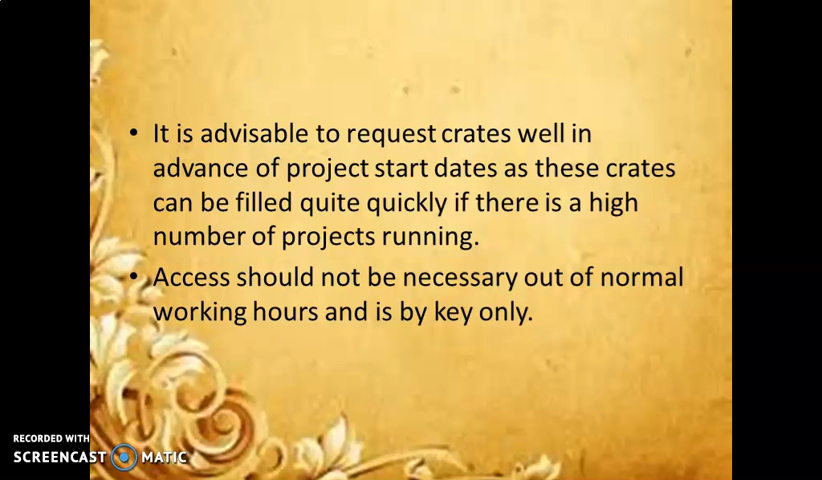 • It is advisable to request crates well in
advance of project start dates as these crates
can be filled quite quickly if there is a high
number of projects running.
• Access should not be necessary out of normal
working hours and is by key only.
RECORDED WITH
SCREENCAST MATIC